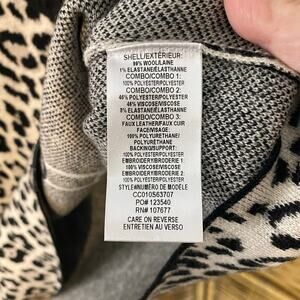 SHELL/EXTÉRIEUR:
99% WOOL/LAINE
1% ELASTANE/ÉLASTHANNE
COMBO/COMBO 1:
100% POLYESTER/POLYESTER
COMBO/COMBO 2:
46% POLYESTER/POLYESTER
46% VISCOSE/VISCOSE
8% ELASTANE/ÉLASTHANNE
COMBO/COMBO 3:
FAUX LEATHER/FAUX CUIR
FACE/VISAGE:
100% POLYURETHANE/
POLYURÉTHANE
BACKING/SUPPORT:
100% POLYESTER/POLYESTER
EMBROIDERY/BRODERIE 1:
100% VISCOSE/VISCOSE
EMBROIDERY/BRODERIE 2:
100% POLYESTER/POLYESTER
STYLE#/NUMÉRO DE MODÈLE
CC010S63707
PO# 123540
RN# 107677
CARE ON REVERSE
ENTRETIEN AU VERSO